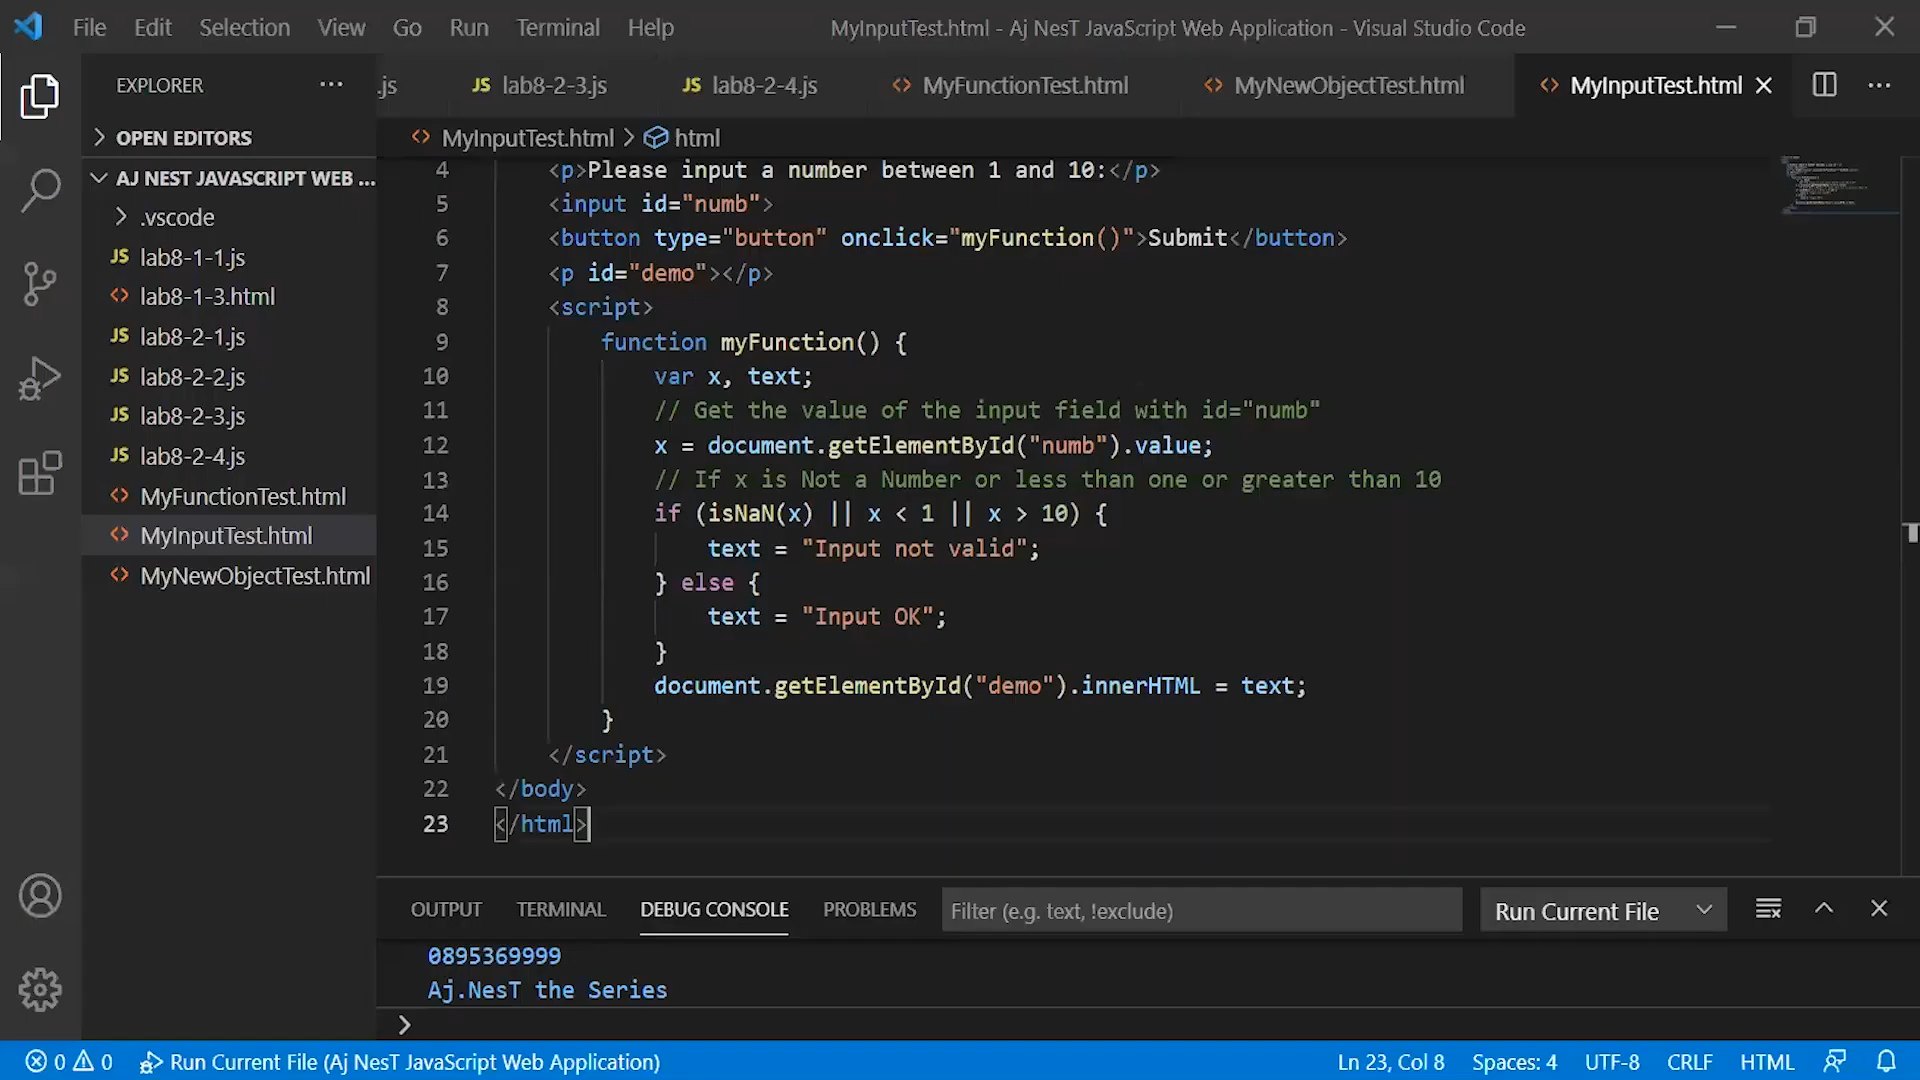 File Edit Selection View Go Run Terminal Help
MyInputTest.html - Aj NesT JavaScript Web Application - Visual Studio Code
EXPLORER
.js
JS lab8-2-3.js
JS lab8-2-4.js
MyFunctionTest.html
MyNewObjectTest.html
MyInputTest.html
OPEN EDITORS
AJ NEST JAVASCRIPT WEB ...
.vscode
JS lab8-1-1.js
lab8-1-3.html
JS lab8-2-1.js
JS lab8-2-2.js
JS lab8-2-3.js
JS lab8-2-4.js
MyFunctionTest.html
MyInputTest.html
MyNewObjectTest.html
MyInputTest.html > html
4 <p>Please input a number between 1 and 10:</p>
5 <input id="numb">
6 <button type="button" onclick="myFunction()">Submit</button>
7 <p id="demo"></p>
8 <script>
9 function myFunction() {
10 var x, text;
11 // Get the value of the input field with id="numb"
12 x = document.getElementById("numb").value;
13 // If x is Not a Number or less than one or greater than 10
14 if (isNaN(x) || x < 1 || x > 10) {
15 text = "Input not valid";
16 } else {
17 text = "Input OK";
18 }
19 document.getElementById("demo").innerHTML = text;
20 }
21 </script>
22 </body>
23 </html>
OUTPUT TERMINAL DEBUG CONSOLE PROBLEMS
Filter (e.g. text, !exclude)
Run Current File
0895369999
Aj.NesT the Series
0 0 Run Current File (Aj NesT JavaScript Web Application)
Ln 23, Col 8 Spaces: 4 UTF-8 CRLF HTML